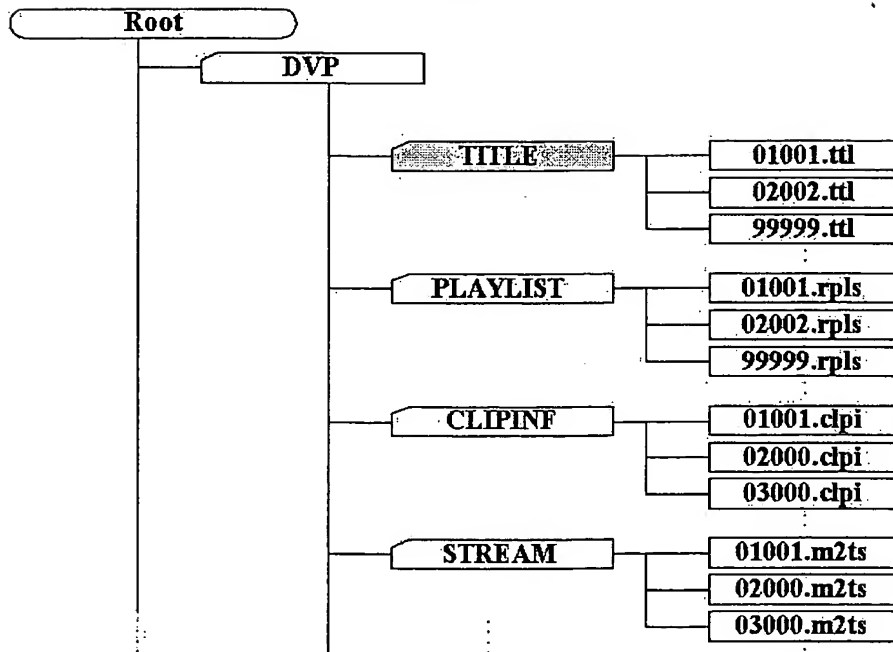 Root
DVP
TITLE
01001.ttl
02002.ttl
99999.ttl
PLAYLIST
01001.rpls
02002.rpls
99999.rpls
CLIPINF
01001.clpi
02000.clpi
03000.clpi
STREAM
01001.m2ts
02000.m2ts
03000.m2ts